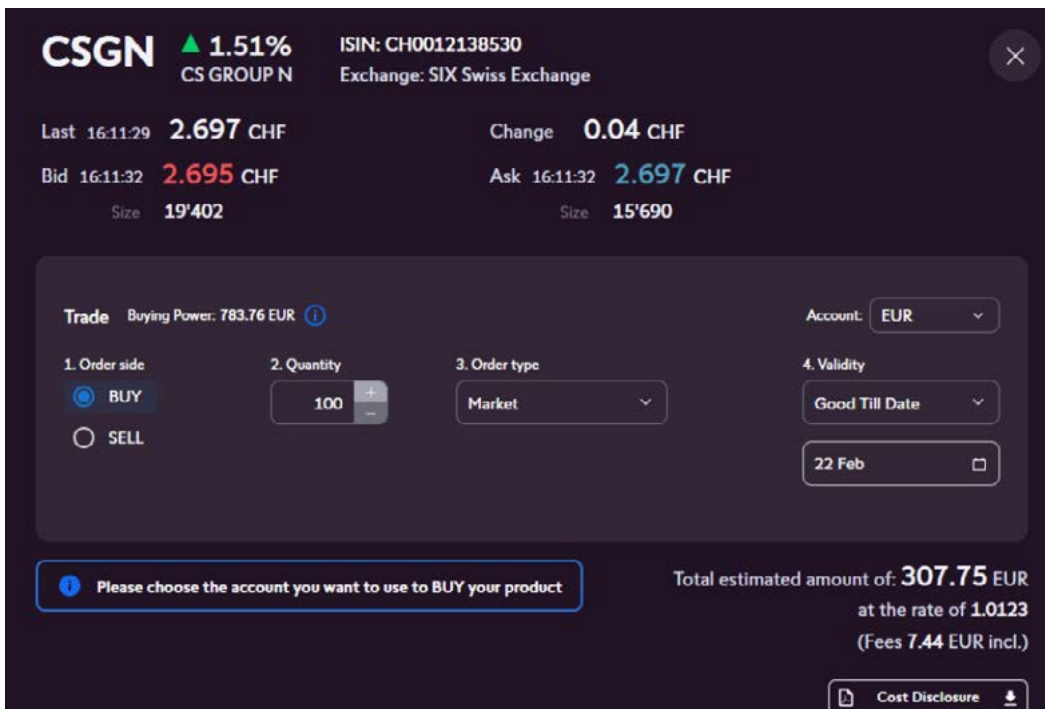 CSGN ▲ 1.51% ISIN: CH0012138530
CS GROUP N Exchange: SIX Swiss Exchange
Last 16:11:29 2.697 CHF Change 0.04 CHF
Bid 16:11:32 2.695 CHF Ask 16:11:32 2.697 CHF
Size 19'402 Size 15'690
Trade Buying Power: 783.76 EUR Account: EUR
1. Order side 2. Quantity 3. Order type 4. Validity
BUY 100 + − Market Good Till Date
SELL
22 Feb
Please choose the account you want to use to BUY your product
Total estimated amount of: 307.75 EUR
at the rate of 1.0123
(Fees 7.44 EUR incl.)
Cost Disclosure